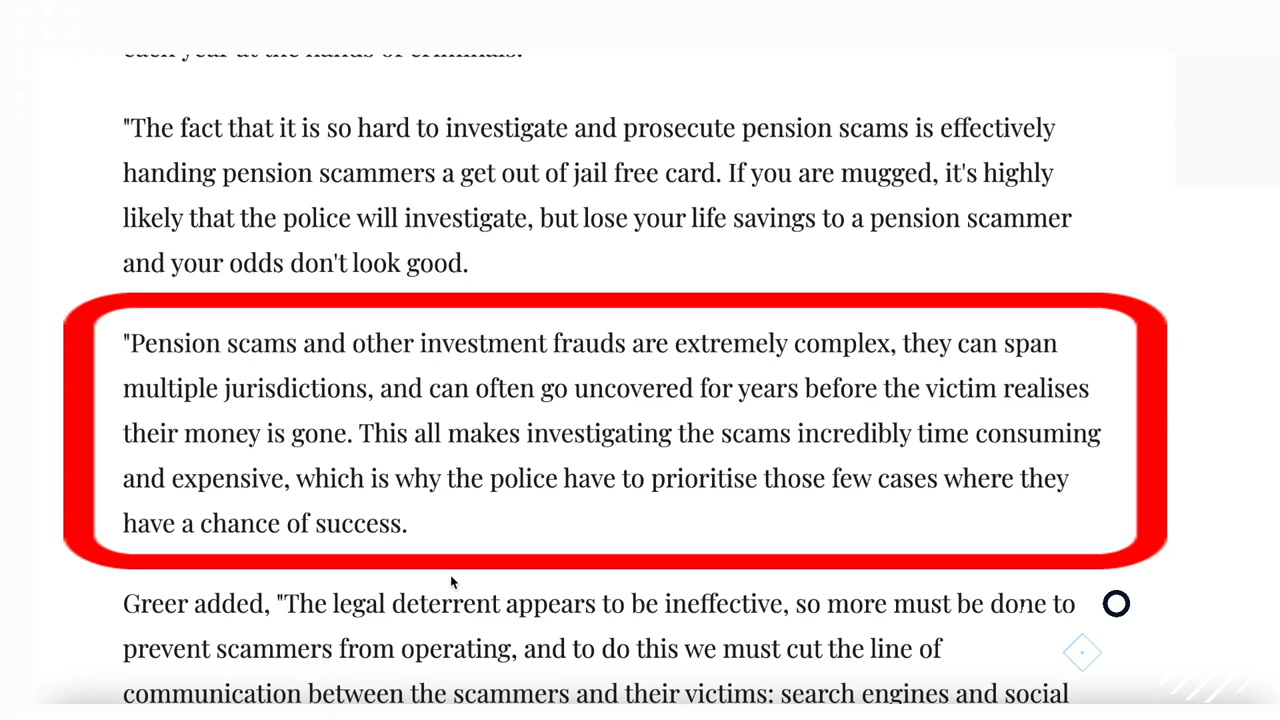 each year at the hands of criminals.
"The fact that it is so hard to investigate and prosecute pension scams is effectively
handing pension scammers a get out of jail free card. If you are mugged, it's highly
likely that the police will investigate, but lose your life savings to a pension scammer
and your odds don't look good.
"Pension scams and other investment frauds are extremely complex, they can span
multiple jurisdictions, and can often go uncovered for years before the victim realises
their money is gone. This all makes investigating the scams incredibly time consuming
and expensive, which is why the police have to prioritise those few cases where they
have a chance of success.
Greer added, "The legal deterrent appears to be ineffective, so more must be done to
prevent scammers from operating, and to do this we must cut the line of
communication between the scammers and their victims: search engines and social